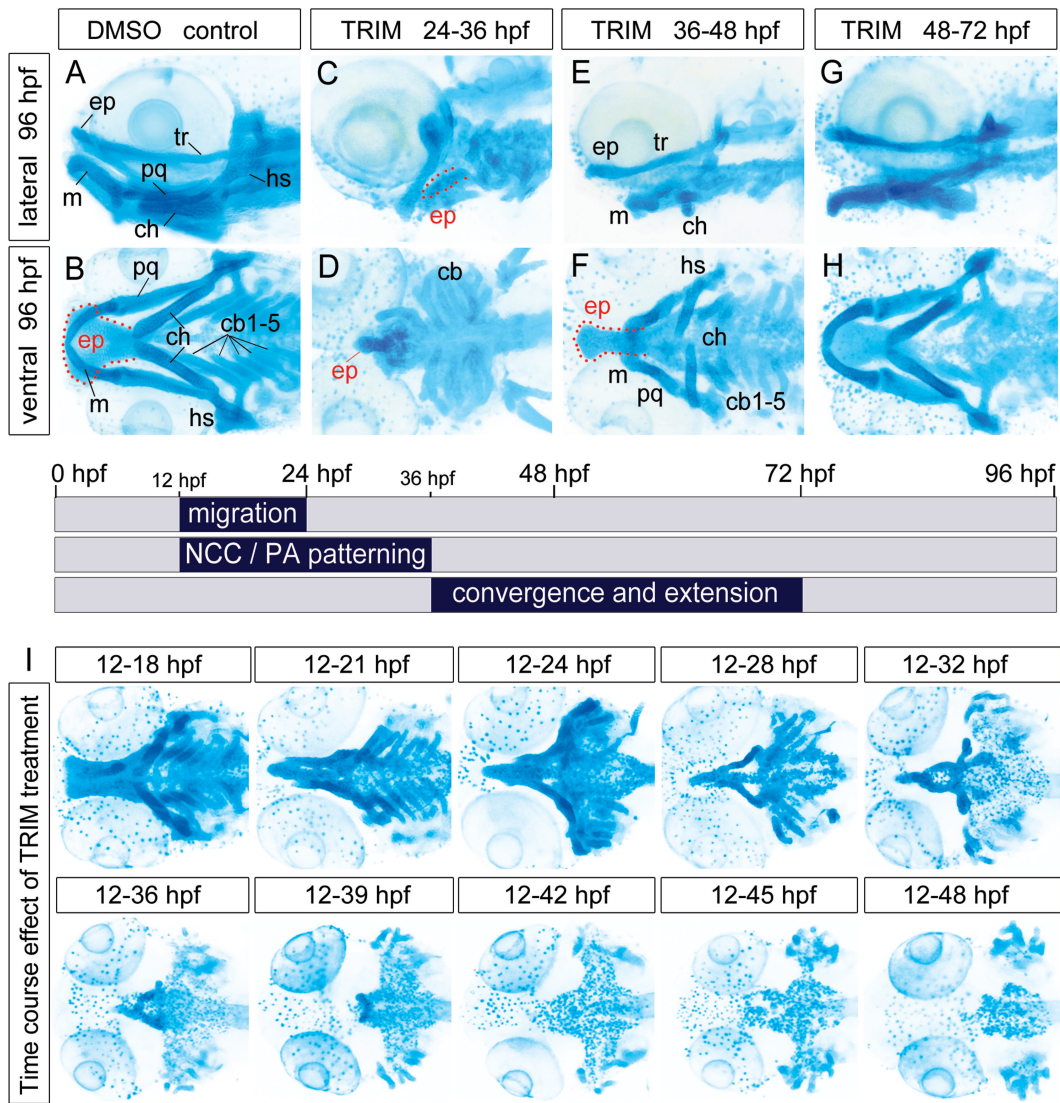 DMSO control
TRIM 24-36 hpf
TRIM 36-48 hpf
TRIM 48-72 hpf
lateral 96 hpf
A
ep
tr
pq
m
hs
ch
C
ep
E
ep
tr
m
ch
G
ventral 96 hpf
B
pq
ep
ch
cb1-5
m
hs
D
cb
ep
F
hs
ep
ch
m
pq
cb1-5
H
0 hpf 12 hpf 24 hpf 36 hpf 48 hpf 72 hpf 96 hpf
migration
NCC / PA patterning
convergence and extension
I
Time course effect of TRIM treatment
12-18 hpf
12-21 hpf
12-24 hpf
12-28 hpf
12-32 hpf
12-36 hpf
12-39 hpf
12-42 hpf
12-45 hpf
12-48 hpf